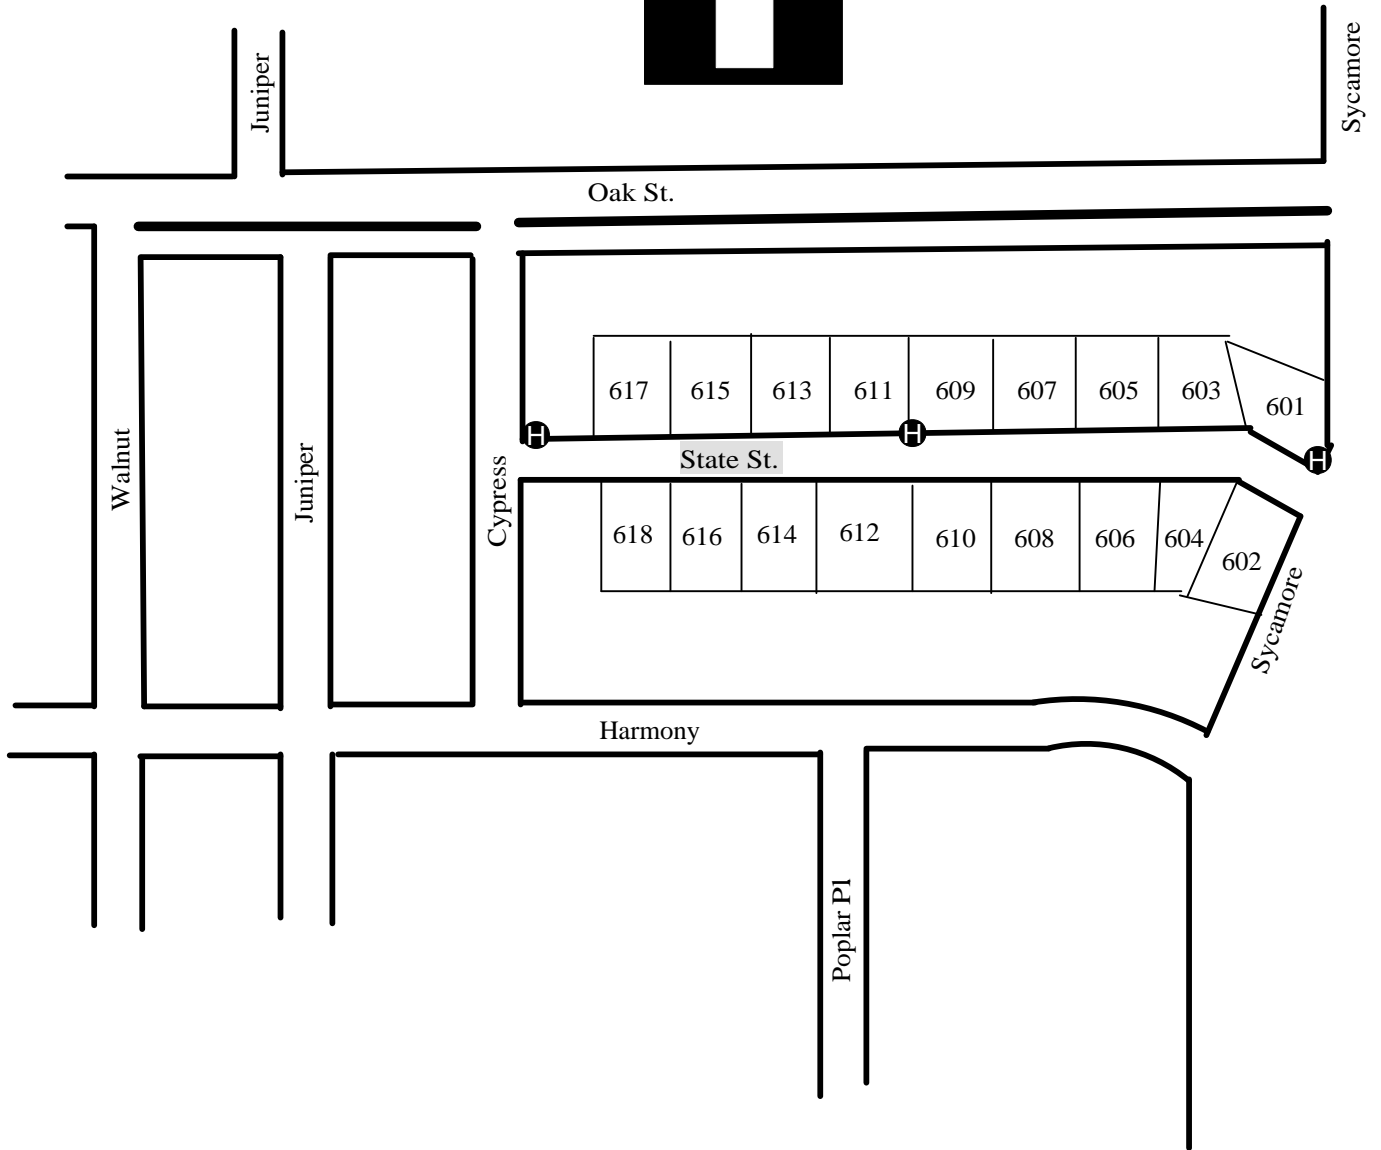 Juniper
Sycamore
Oak St.
617 615 613 611 609 607 605 603 601
H H H
State St.
Walnut
Juniper
Cypress
618 616 614 612 610 608 606 604 602
Sycamore
Harmony
Poplar Pl